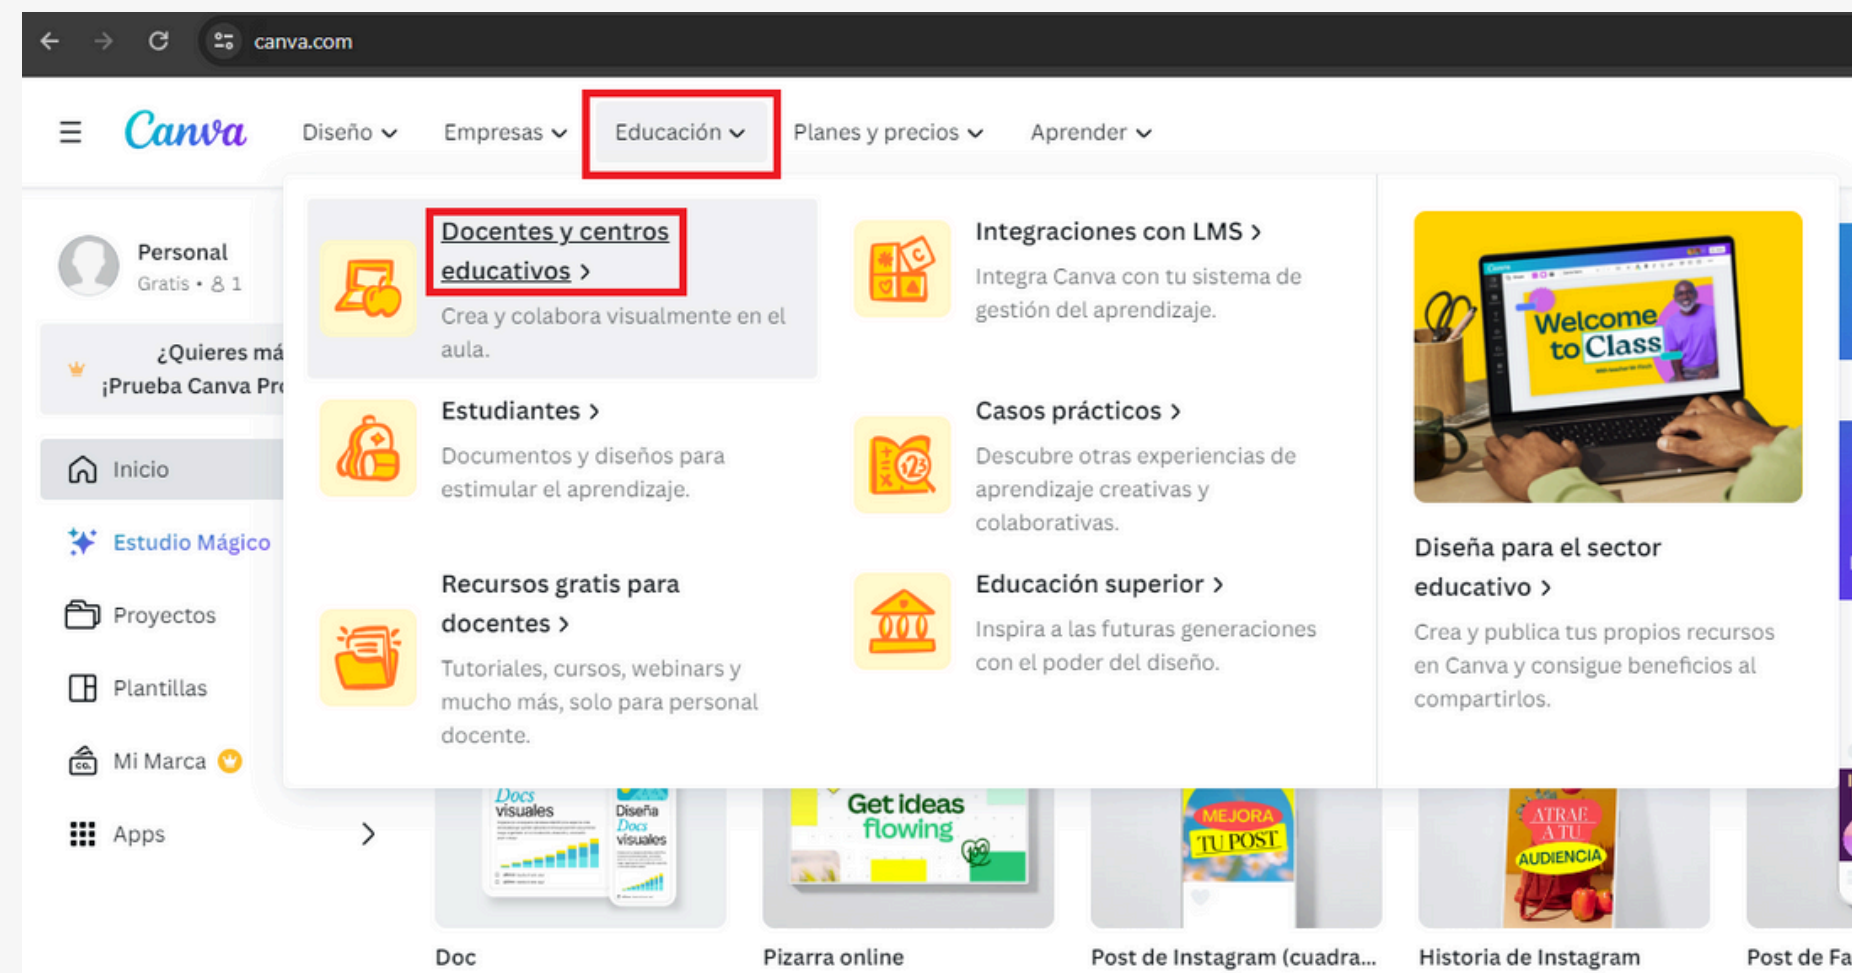 canva.com
Canva
Diseño
Empresas
Educación
Planes y precios
Aprender
Personal
Gratis • 1
¿Quieres má
¡Prueba Canva Pr
Inicio
Estudio Mágico
Proyectos
Plantillas
Mi Marca
Apps
Docentes y centros
educativos >
Crea y colabora visualmente en el
aula.
Estudiantes >
Documentos y diseños para
estimular el aprendizaje.
Recursos gratis para
docentes >
Tutoriales, cursos, webinars y
mucho más, solo para personal
docente.
Integraciones con LMS >
Integra Canva con tu sistema de
gestión del aprendizaje.
Casos prácticos >
Descubre otras experiencias de
aprendizaje creativas y
colaborativas.
Educación superior >
Inspira a las futuras generaciones
con el poder del diseño.
Welcome
to Class
Diseña para el sector
educativo >
Crea y publica tus propios recursos
en Canva y consigue beneficios al
compartirlos.
Docs
visuales
Diseña
Docs
visuales
Get ideas
flowing
100
MEJORA
TU POST
ATRAE
A TU
AUDIENCIA
Doc
Pizarra online
Post de Instagram (cuadra...
Historia de Instagram
Post de Fa